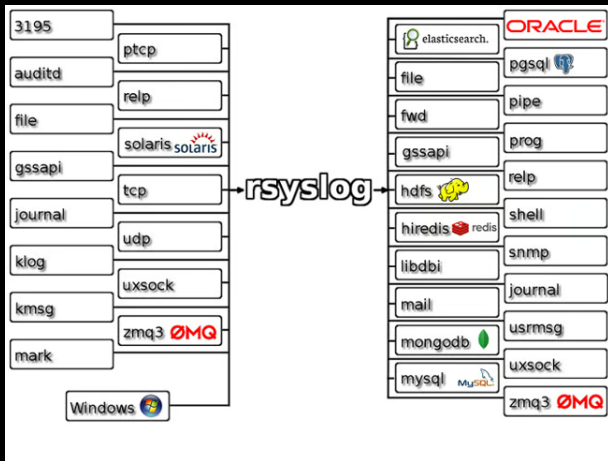 3195
ptcp
auditd
relp
file
solaris SOLARIS
gssapi
tcp
journal
udp
klog
uxsock
kmsg
zmq3 ØMQ
mark
Windows
rsyslog
elasticsearch.
ORACLE
pgsql
file
pipe
fwd
prog
gssapi
relp
hdfs
shell
hiredis redis
snmp
libdbi
journal
mail
usrmsg
mongodb
uxsock
mysql MySQL
zmq3 ØMQ